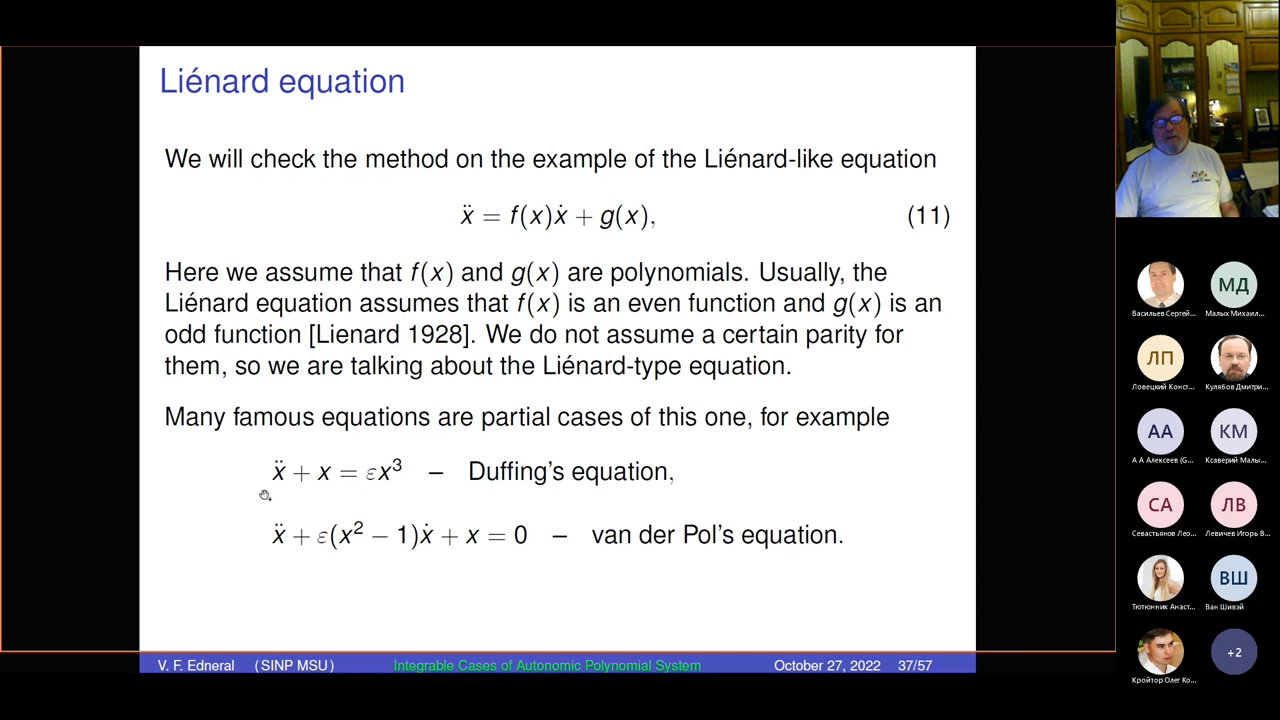 Liénard equation
We will check the method on the example of the Liénard-like equation
ẍ = f(x)ẋ + g(x), (11)
Here we assume that f(x) and g(x) are polynomials. Usually, the
Liénard equation assumes that f(x) is an even function and g(x) is an
odd function [Lienard 1928]. We do not assume a certain parity for
them, so we are talking about the Liénard-type equation.
Many famous equations are partial cases of this one, for example
ẍ + x = εx³ – Duffing's equation,
ẍ + ε(x² − 1)ẋ + x = 0 – van der Pol's equation.
V. F. Edneral (SINP MSU) Integrable Cases of Autonomic Polynomial System October 27, 2022 37/57
МД
Васильев Сергей... Малых Михаил...
ЛП
Ловецкий Конст... Кулябов Дмитри...
АА КМ
А А Алексеев (G... Ксаверий Малы...
СА ЛВ
Севастьянов Лео... Левичев Игорь В...
ВШ
Тютюнник Анаст... Ван Шивэй
+2
Кройтор Олег Ко...